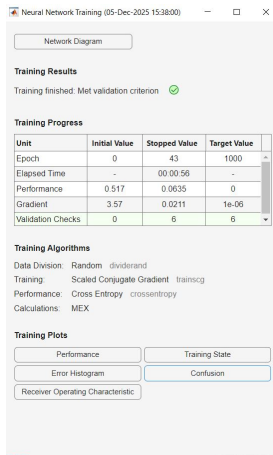 Neural Network Training (05-Dec-2025 15:38:00)
Network Diagram
Training Results
Training finished: Met validation criterion
Training Progress
Unit Initial Value Stopped Value Target Value
Epoch 0 43 1000
Elapsed Time - 00:00:56 -
Performance 0.517 0.0635 0
Gradient 3.57 0.0211 1e-06
Validation Checks 0 6 6
Training Algorithms
Data Division: Random dividerand
Training: Scaled Conjugate Gradient trainscg
Performance: Cross Entropy crossentropy
Calculations: MEX
Training Plots
Performance Training State
Error Histogram Confusion
Receiver Operating Characteristic